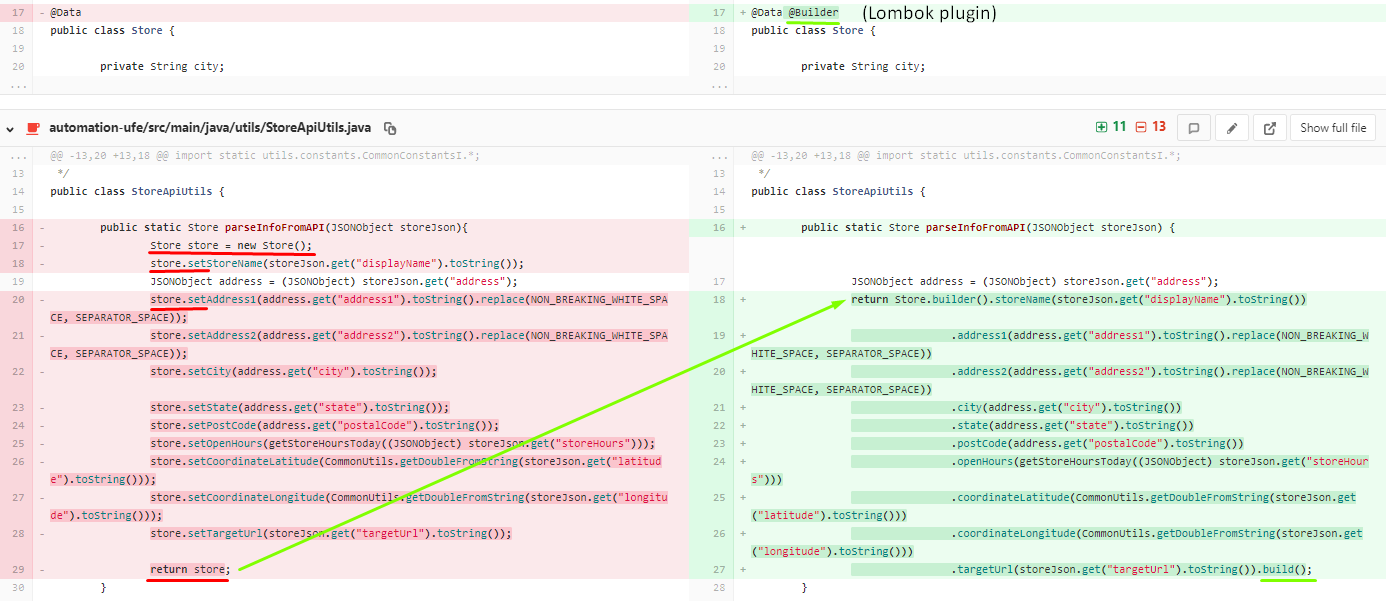 17 - @Data
18 public class Store {
19
20 private String city;
...
17 + @Data @Builder (Lombok plugin)
18 public class Store {
19
20 private String city;
...
automation-ufe/src/main/java/utils/StoreApiUtils.java
11 13 Show full file
... @@ -13,20 +13,18 @@ import static utils.constants.CommonConstantsI.*;
13 */
14 public class StoreApiUtils {
15
16 - public static Store parseInfoFromAPI(JSONObject storeJson){
17 - Store store = new Store();
18 - store.setStoreName(storeJson.get("displayName").toString());
19 JSONObject address = (JSONObject) storeJson.get("address");
20 - store.setAddress1(address.get("address1").toString().replace(NON_BREAKING_WHITE_SPA
CE, SEPARATOR_SPACE));
21 - store.setAddress2(address.get("address2").toString().replace(NON_BREAKING_WHITE_SPA
CE, SEPARATOR_SPACE));
22 - store.setCity(address.get("city").toString());
23 - store.setState(address.get("state").toString());
24 - store.setPostCode(address.get("postalCode").toString());
25 - store.setOpenHours(getStoreHoursToday((JSONObject) storeJson.get("storeHours")));
26 - store.setCoordinateLatitude(CommonUtils.getDoubleFromString(storeJson.get("latitud
e").toString()));
27 - store.setCoordinateLongitude(CommonUtils.getDoubleFromString(storeJson.get("longitu
de").toString()));
28 - store.setTargetUrl(storeJson.get("targetUrl").toString());
29 - return store;
30 }
... @@ -13,20 +13,18 @@ import static utils.constants.CommonConstantsI.*;
13 */
14 public class StoreApiUtils {
15
16 + public static Store parseInfoFromAPI(JSONObject storeJson) {
17 JSONObject address = (JSONObject) storeJson.get("address");
18 + return Store.builder().storeName(storeJson.get("displayName").toString())
19 + .address1(address.get("address1").toString().replace(NON_BREAKING_W
HITE_SPACE, SEPARATOR_SPACE))
20 + .address2(address.get("address2").toString().replace(NON_BREAKING_W
HITE_SPACE, SEPARATOR_SPACE))
21 + .city(address.get("city").toString())
22 + .state(address.get("state").toString())
23 + .postCode(address.get("postalCode").toString())
24 + .openHours(getStoreHoursToday((JSONObject) storeJson.get("storeHour
s")))
25 + .coordinateLatitude(CommonUtils.getDoubleFromString(storeJson.get
("latitude").toString()))
26 + .coordinateLongitude(CommonUtils.getDoubleFromString(storeJson.get
("longitude").toString()))
27 + .targetUrl(storeJson.get("targetUrl").toString()).build();
28 }